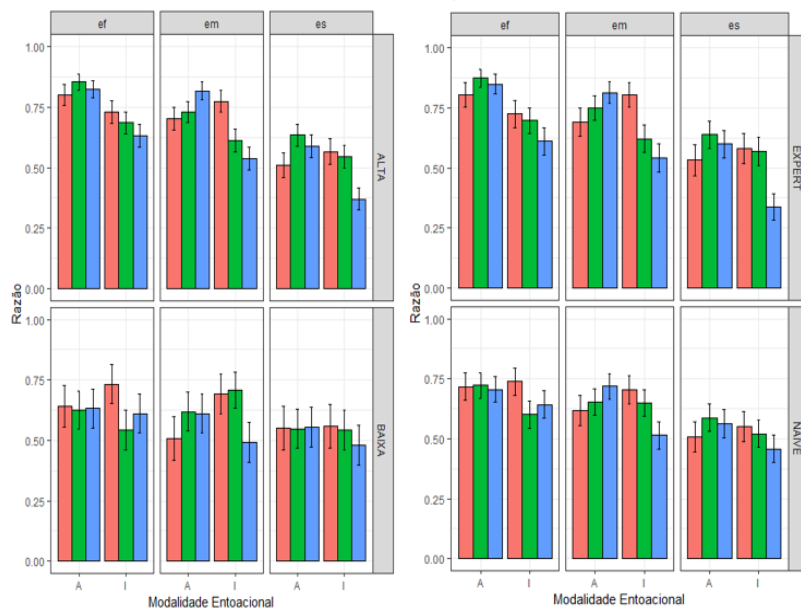 ef em es
1.00
0.75
0.50
0.25
0.00
ALTA
1.00
0.75
0.50
0.25
0.00
BAIXA
Razão
A I A I A I
Modalidade Entoacional
ef em es
1.00
0.75
0.50
0.25
0.00
EXPERT
1.00
0.75
0.50
0.25
0.00
NAIVE
Razão
A I A I A I
Modalidade Entoacional